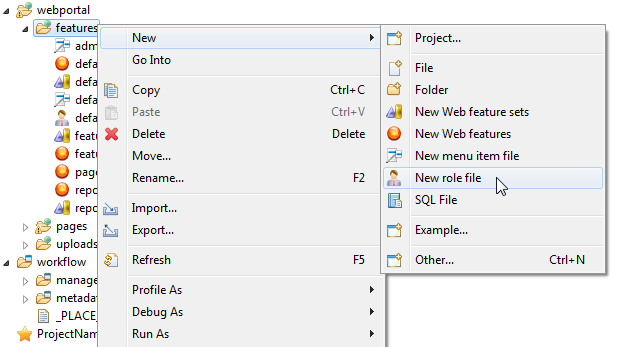 webportal
features
adm
defa
defa
defa
defa
feat
feat
page
repo
repo
pages
uploads
workflow
manage
metada
_PLACE_
ProjectNam
New
Go Into
Copy Ctrl+C
Paste Ctrl+V
Delete Delete
Move...
Rename... F2
Import...
Export...
Refresh F5
Profile As
Debug As
Run As
Project...
File
Folder
New Web feature sets
New Web features
New menu item file
New role file
SQL File
Example...
Other... Ctrl+N